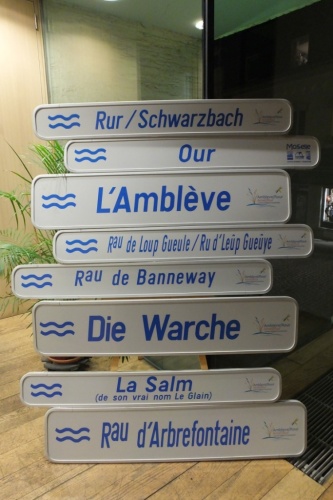 Rur/Schwarzbach
Our
L'Amblève
Rau de Loup Gueule/Ru d'Leûp Gueûye
Rau de Banneway
Die Warche
La Salm
(de son vrai nom Le Glain)
Rau d'Arbrefontaine